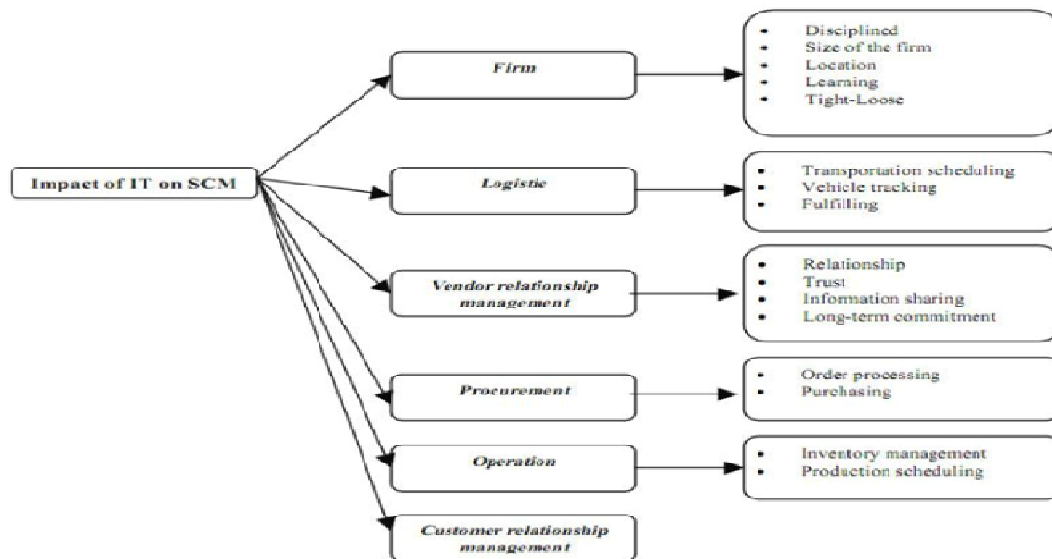 Impact of IT on SCM
Firm
• Disciplined
• Size of the firm
• Location
• Learning
• Tight-Loose
Logistic
• Transportation scheduling
• Vehicle tracking
• Fulfilling
Vendor relationship
management
• Relationship
• Trust
• Information sharing
• Long-term commitment
Procurement
• Order processing
• Purchasing
Operation
• Inventory management
• Production scheduling
Customer relationship
management